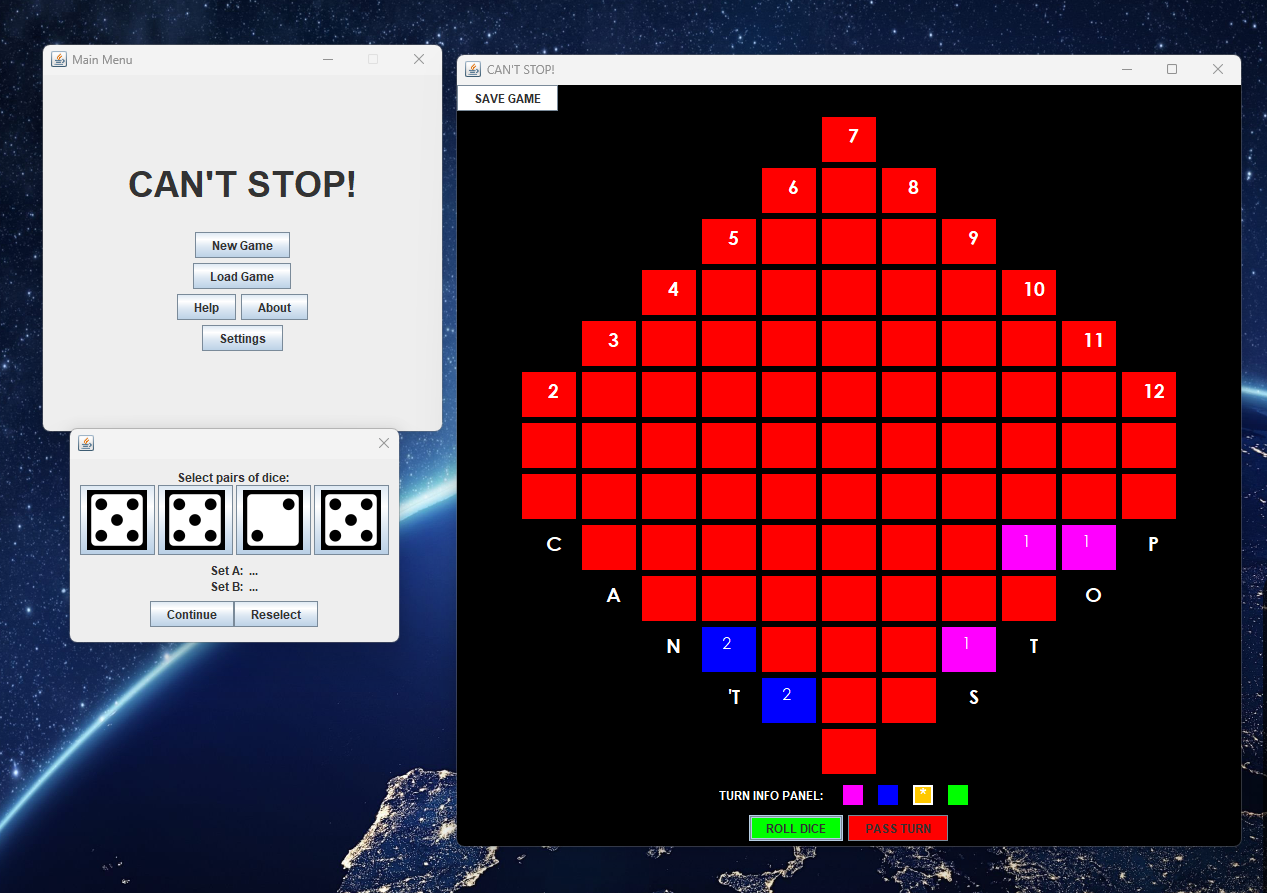 Main Menu
CAN'T STOP!
New Game
Load Game
Help About
Settings
Select pairs of dice:
Set A: ...
Set B: ...
Continue Reselect
CAN'T STOP!
SAVE GAME
7
6 8
5 9
4 10
3 11
2 12
C 1 1 P
A O
N 2 1 T
'T 2 S
TURN INFO PANEL: *
ROLL DICE PASS TURN